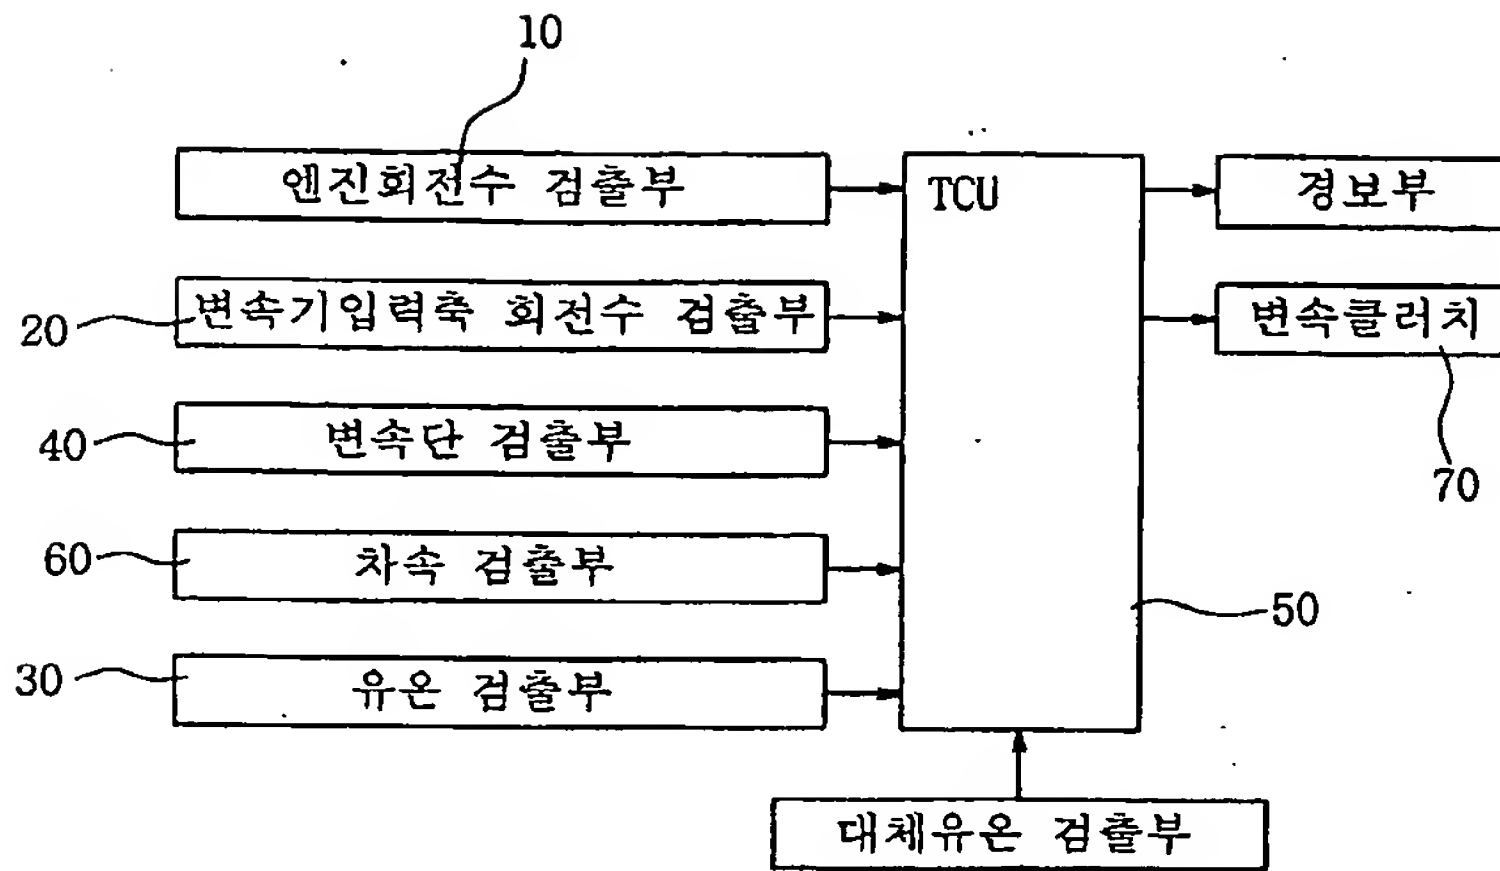 10
엔진회전수 검출부
TCU
경보부
20
변속기입력축 회전수 검출부
변속클러치
40
변속단 검출부
70
60
차속 검출부
50
30
유온 검출부
대체유온 검출부